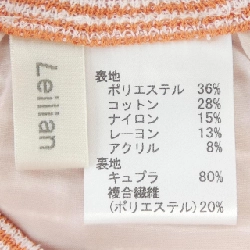 Leilian
表地
ポリエステル 36%
コットン 28%
ナイロン 15%
レーヨン 13%
アクリル 8%
裏地
キュプラ 80%
複合繊維
(ポリエステル)20%